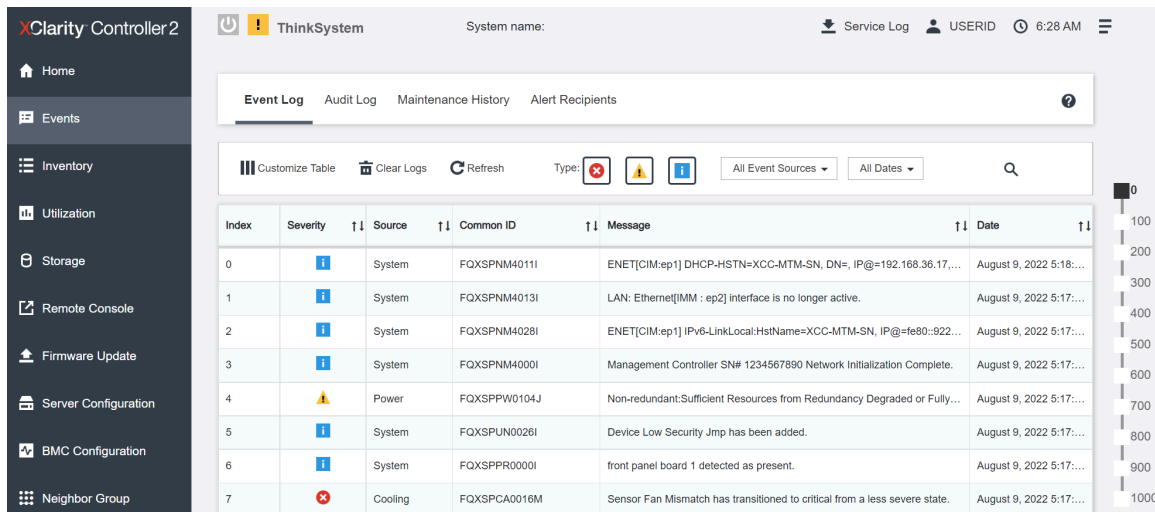 XClarity Controller 2
ThinkSystem
System name:
Service Log
USERID
6:28 AM
Home
Events
Inventory
Utilization
Storage
Remote Console
Firmware Update
Server Configuration
BMC Configuration
Neighbor Group
Event Log Audit Log Maintenance History Alert Recipients
Customize Table Clear Logs Refresh Type: All Event Sources All Dates
Index Severity Source Common ID Message Date
0 System FQXSPNM4011I ENET[CIM:ep1] DHCP-HSTN=XCC-MTM-SN, DN=, IP@=192.168.36.17,... August 9, 2022 5:18:...
1 System FQXSPNM4013I LAN: Ethernet[IMM : ep2] interface is no longer active. August 9, 2022 5:17:...
2 System FQXSPNM4028I ENET[CIM:ep1] IPv6-LinkLocal:HstName=XCC-MTM-SN, IP@=fe80::922... August 9, 2022 5:17:...
3 System FQXSPNM4000I Management Controller SN# 1234567890 Network Initialization Complete. August 9, 2022 5:17:...
4 Power FQXSPPW0104J Non-redundant:Sufficient Resources from Redundancy Degraded or Fully... August 9, 2022 5:17:...
5 System FQXSPUN0026I Device Low Security Jmp has been added. August 9, 2022 5:17:...
6 System FQXSPPR0000I front panel board 1 detected as present. August 9, 2022 5:17:...
7 Cooling FQXSPCA0016M Sensor Fan Mismatch has transitioned to critical from a less severe state. August 9, 2022 5:17:...
0
100
200
300
400
500
600
700
800
900
1000